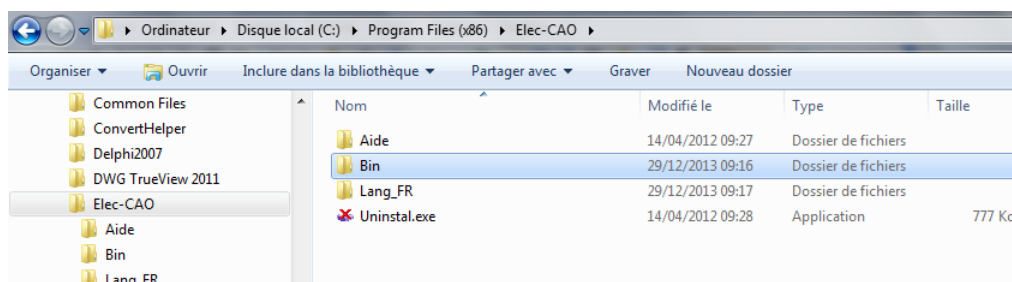 Ordinateur Disque local (C:) Program Files (x86) Elec-CAO
Organiser Ouvrir Inclure dans la bibliothèque Partager avec Graver Nouveau dossier
Nom Modifié le Type Taille
Common Files
ConvertHelper
Delphi2007
DWG TrueView 2011
Elec-CAO
Aide
Bin
Lang_FR
Aide 14/04/2012 09:27 Dossier de fichiers
Bin 29/12/2013 09:16 Dossier de fichiers
Lang_FR 29/12/2013 09:17 Dossier de fichiers
Uninstal.exe 14/04/2012 09:28 Application 777 Ko